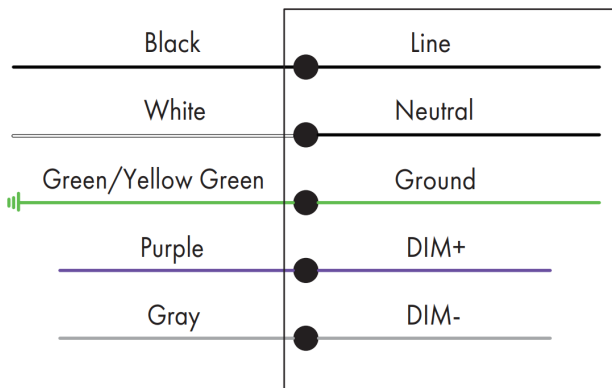 Black Line
White Neutral
Green/Yellow Green Ground
Purple DIM+
Gray DIM-